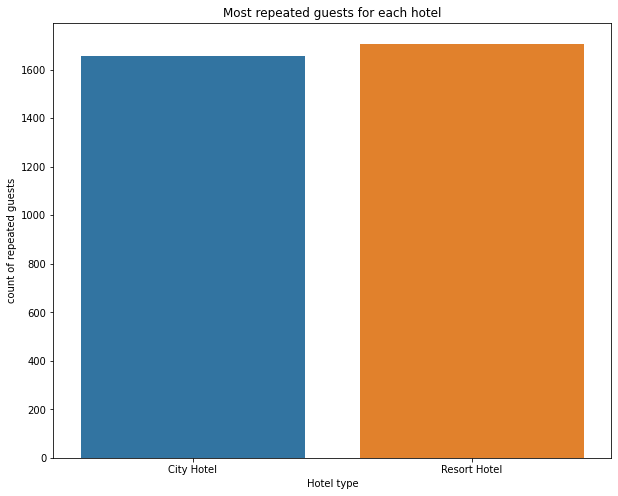 Most repeated guests for each hotel
count of repeated guests
1600
1400
1200
1000
800
600
400
200
0
City Hotel
Resort Hotel
Hotel type